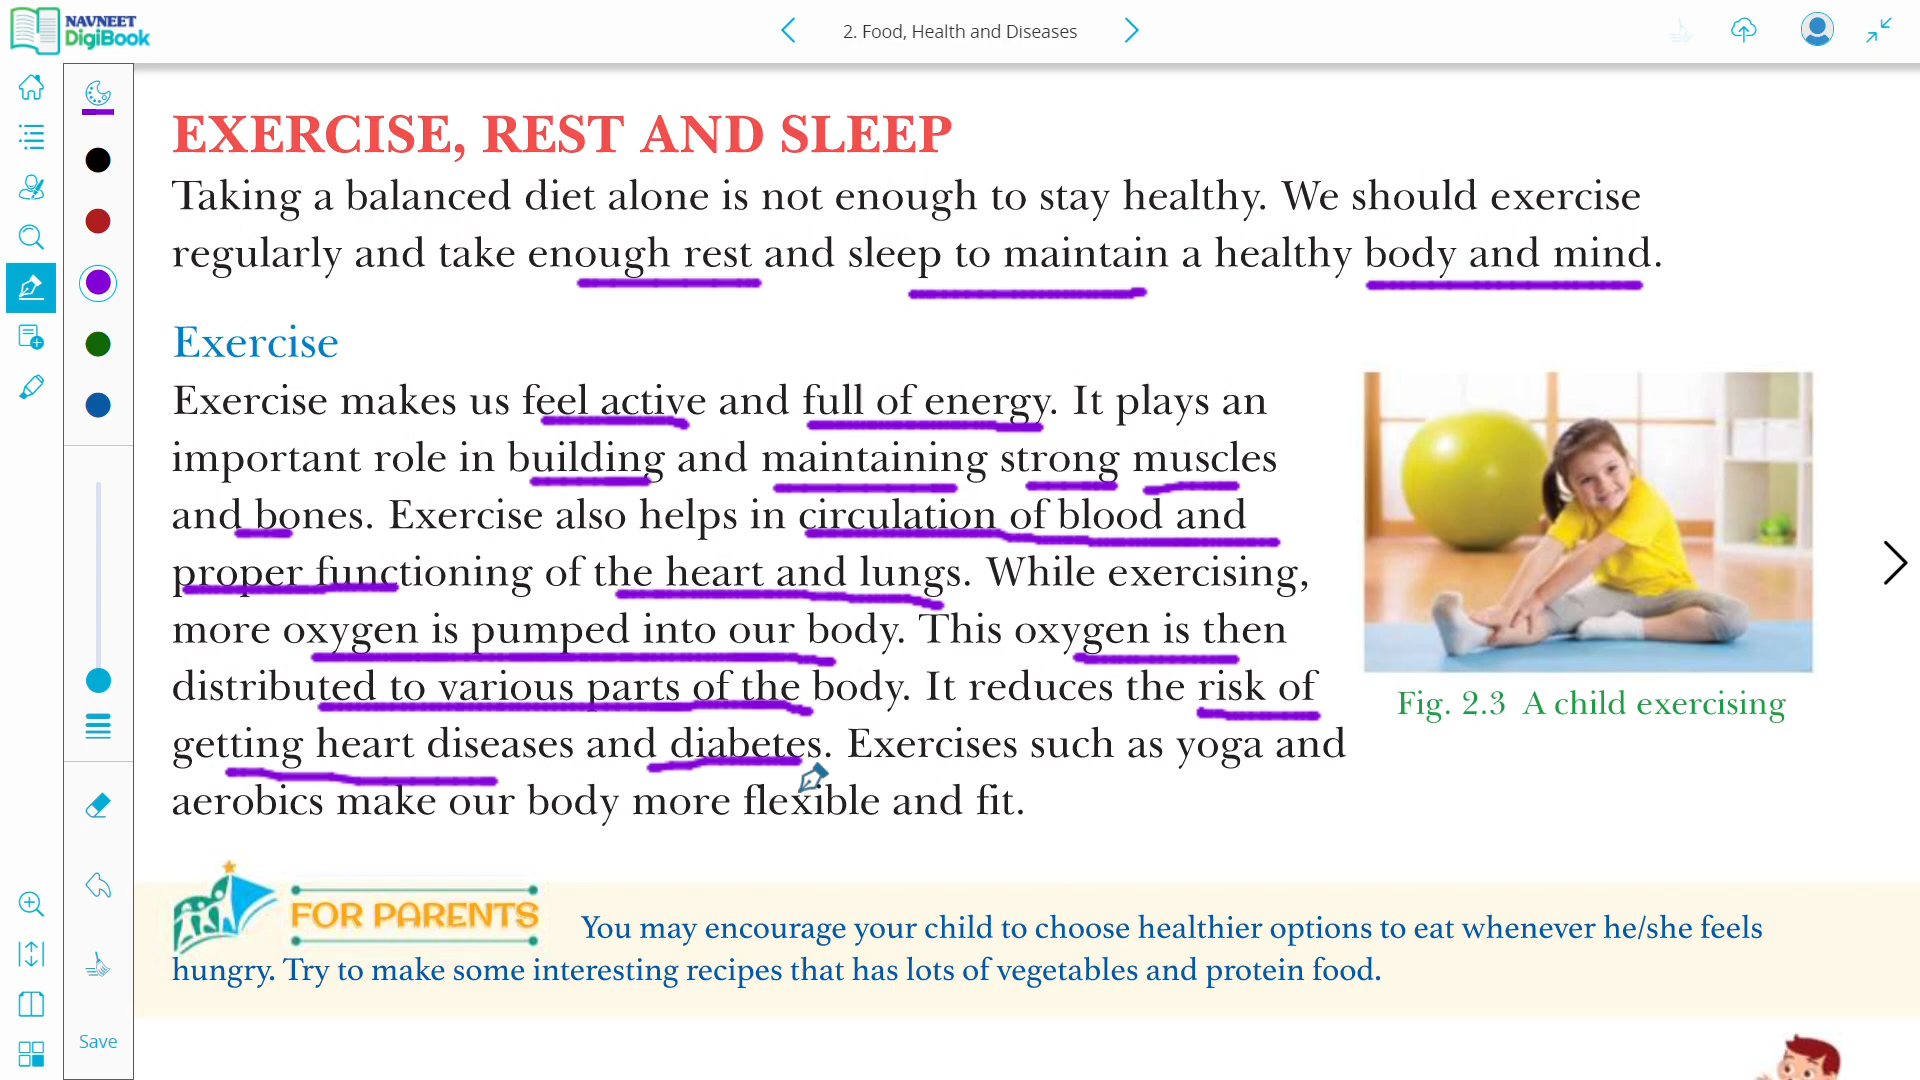 NAVNEET
DigiBook
2. Food, Health and Diseases
EXERCISE, REST AND SLEEP
Taking a balanced diet alone is not enough to stay healthy. We should exercise
regularly and take enough rest and sleep to maintain a healthy body and mind.
Exercise
Exercise makes us feel active and full of energy. It plays an
important role in building and maintaining strong muscles
and bones. Exercise also helps in circulation of blood and
proper functioning of the heart and lungs. While exercising,
more oxygen is pumped into our body. This oxygen is then
distributed to various parts of the body. It reduces the risk of
getting heart diseases and diabetes. Exercises such as yoga and
aerobics make our body more flexible and fit.
Fig. 2.3 A child exercising
FOR PARENTS
You may encourage your child to choose healthier options to eat whenever he/she feels
hungry. Try to make some interesting recipes that has lots of vegetables and protein food.
Save